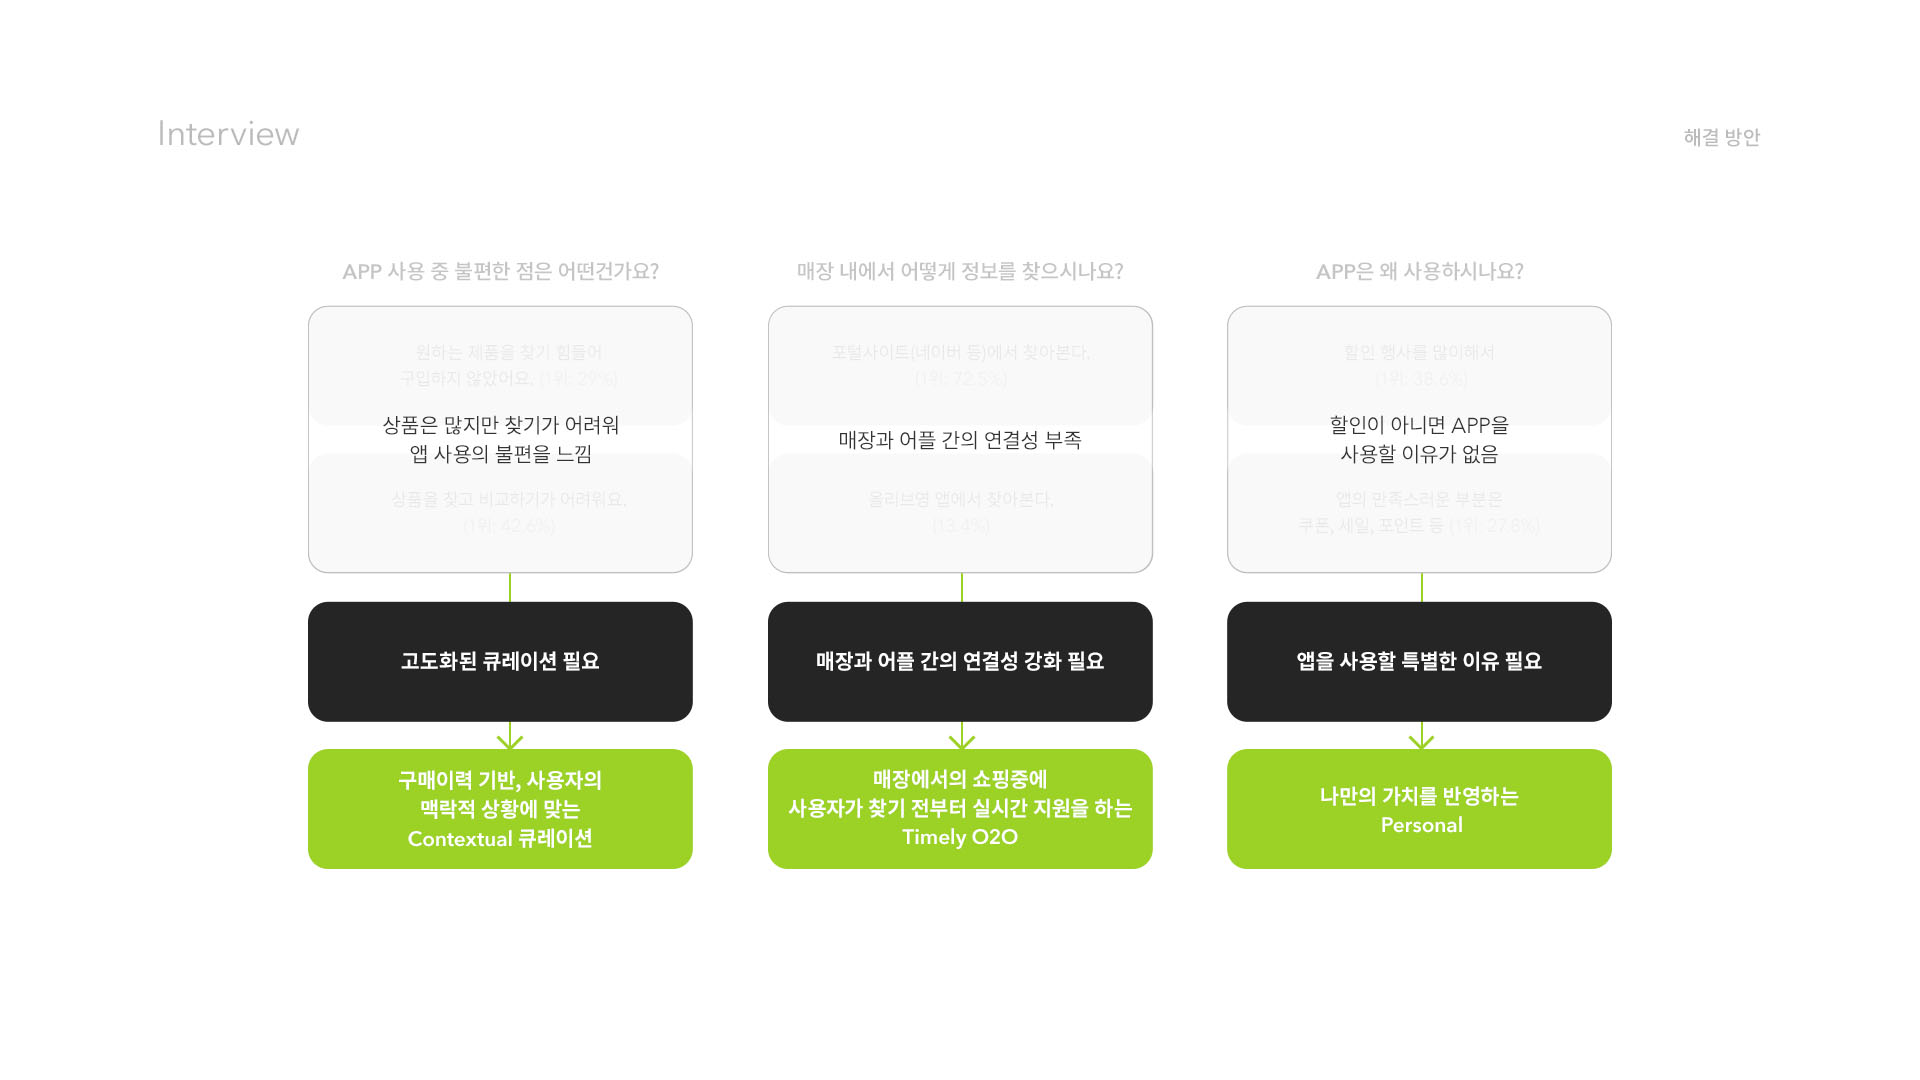 Interview
해결 방안
APP 사용 중 불편한 점은 어떤건가요?
원하는 제품을 찾기 힘들어
구입하지 않았어요. (1위: 29%)
상품은 많지만 찾기가 어려워
앱 사용의 불편을 느낌
상품을 찾고 비교하기가 어려워요.
(1위: 42.6%)
고도화된 큐레이션 필요
구매이력 기반, 사용자의
맥락적 상황에 맞는
Contextual 큐레이션
매장 내에서 어떻게 정보를 찾으시나요?
포털사이트(네이버 등)에서 찾아본다.
(1위: 72.5%)
매장과 어플 간의 연결성 부족
올리브영 앱에서 찾아본다.
(13.4%)
매장과 어플 간의 연결성 강화 필요
매장에서의 쇼핑중에
사용자가 찾기 전부터 실시간 지원을 하는
Timely O2O
APP은 왜 사용하시나요?
할인 행사를 많이해서
(1위: 38.6%)
할인이 아니면 APP을
사용할 이유가 없음
앱의 만족스러운 부분은
쿠폰, 세일, 포인트 등 (1위: 27.8%)
앱을 사용할 특별한 이유 필요
나만의 가치를 반영하는
Personal